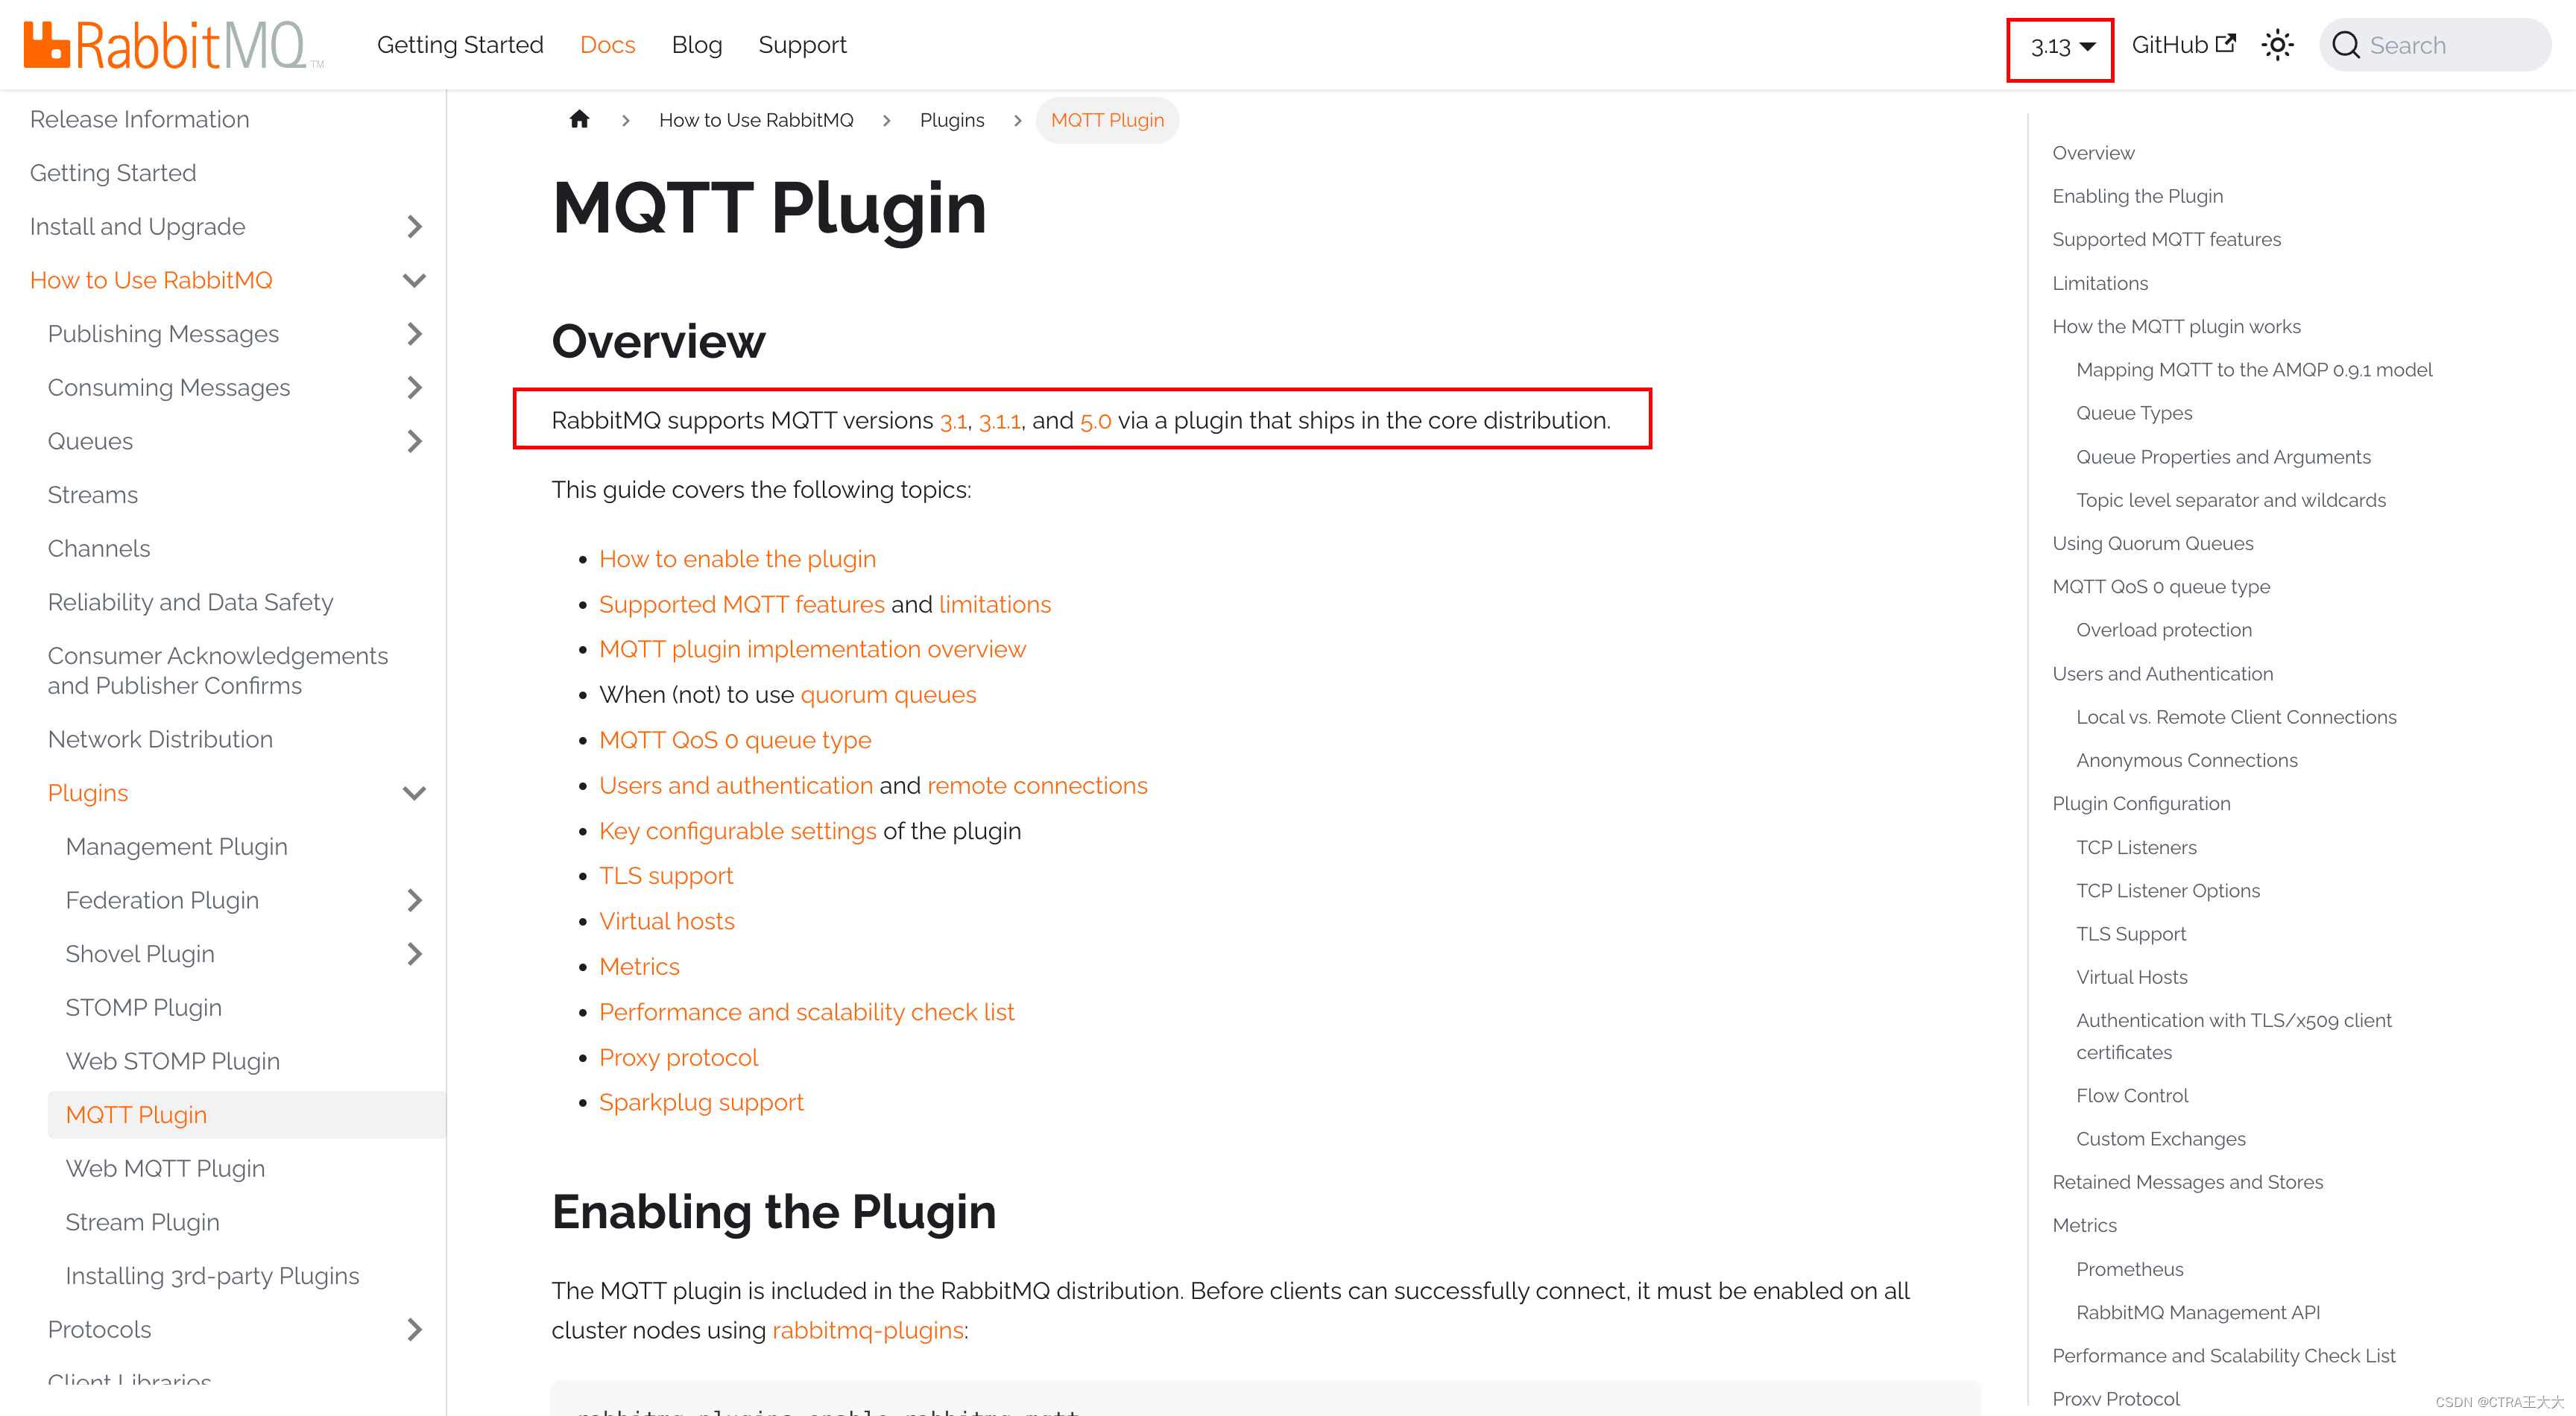 RabbitMQ TM
Getting Started Docs Blog Support
3.13 GitHub Search
Release Information
Getting Started
Install and Upgrade
How to Use RabbitMQ
Publishing Messages
Consuming Messages
Queues
Streams
Channels
Reliability and Data Safety
Consumer Acknowledgements
and Publisher Confirms
Network Distribution
Plugins
Management Plugin
Federation Plugin
Shovel Plugin
STOMP Plugin
Web STOMP Plugin
MQTT Plugin
Web MQTT Plugin
Stream Plugin
Installing 3rd-party Plugins
Protocols
Client Libraries
How to Use RabbitMQ > Plugins > MQTT Plugin
MQTT Plugin
Overview
RabbitMQ supports MQTT versions 3.1, 3.1.1, and 5.0 via a plugin that ships in the core distribution.
This guide covers the following topics:
• How to enable the plugin
• Supported MQTT features and limitations
• MQTT plugin implementation overview
• When (not) to use quorum queues
• MQTT QoS 0 queue type
• Users and authentication and remote connections
• Key configurable settings of the plugin
• TLS support
• Virtual hosts
• Metrics
• Performance and scalability check list
• Proxy protocol
• Sparkplug support
Enabling the Plugin
The MQTT plugin is included in the RabbitMQ distribution. Before clients can successfully connect, it must be enabled on all
cluster nodes using rabbitmq-plugins:
rabbitmq-plugins enable rabbitmq_mqtt
Overview
Enabling the Plugin
Supported MQTT features
Limitations
How the MQTT plugin works
Mapping MQTT to the AMQP 0.9.1 model
Queue Types
Queue Properties and Arguments
Topic level separator and wildcards
Using Quorum Queues
MQTT QoS 0 queue type
Overload protection
Users and Authentication
Local vs. Remote Client Connections
Anonymous Connections
Plugin Configuration
TCP Listeners
TCP Listener Options
TLS Support
Virtual Hosts
Authentication with TLS/x509 client
certificates
Flow Control
Custom Exchanges
Retained Messages and Stores
Metrics
Prometheus
RabbitMQ Management API
Performance and Scalability Check List
Proxy Protocol
CSDN @CTRA王大大